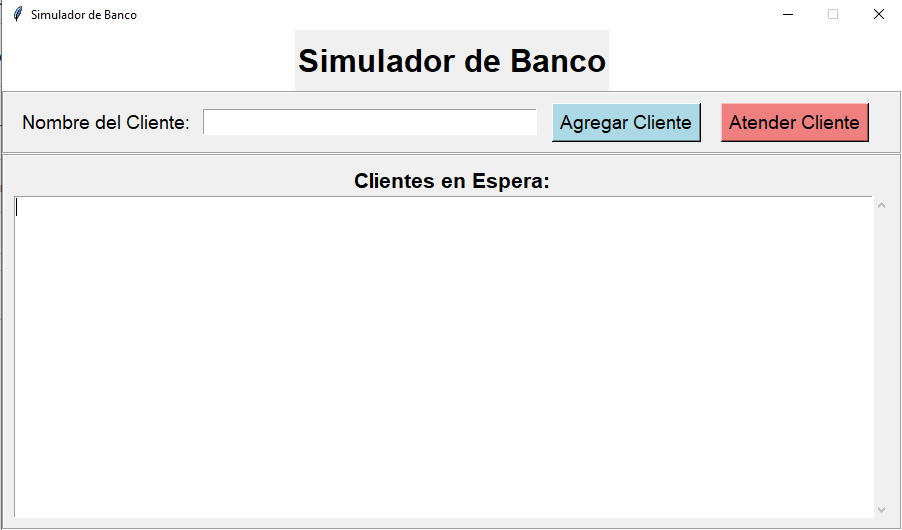 Simulador de Banco
Simulador de Banco
Nombre del Cliente: Agregar Cliente Atender Cliente
Clientes en Espera: